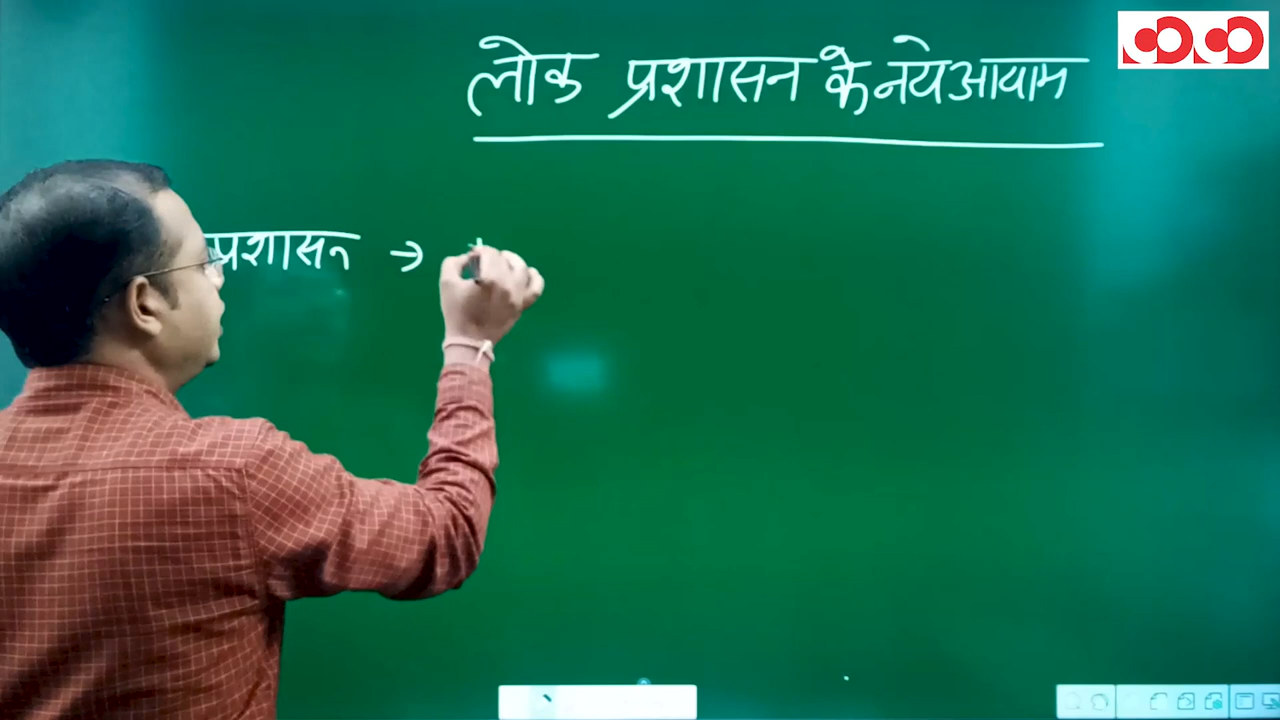 लोक प्रशासन के नये आयाम
प्रशासन →